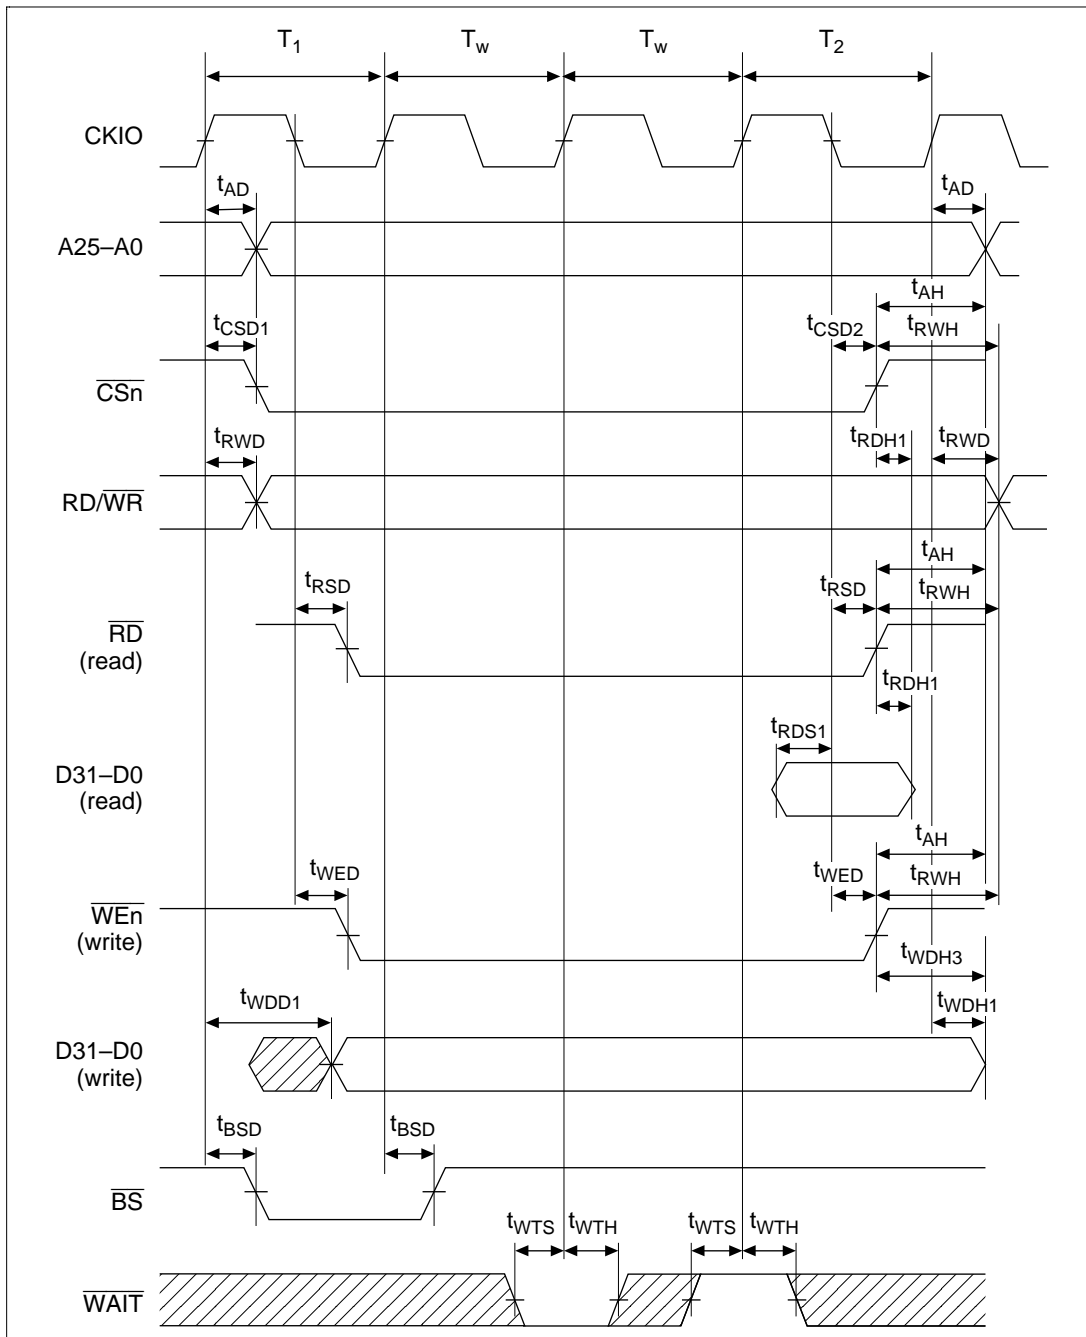 T1 Tw Tw T2
CKIO
tAD tAD
A25–A0
tAH
tCSD1 tCSD2 tRWH
CSn
tRWD tRDH1 tRWD
RD/WR
tAH
tRSD tRSD tRWH
RD
(read)
tRDH1
tRDS1
D31–D0
(read)
tAH
tWED tWED tRWH
WEn
(write)
tWDH3
tWDD1 tWDH1
D31–D0
(write)
tBSD tBSD
BS
tWTS tWTH tWTS tWTH
WAIT